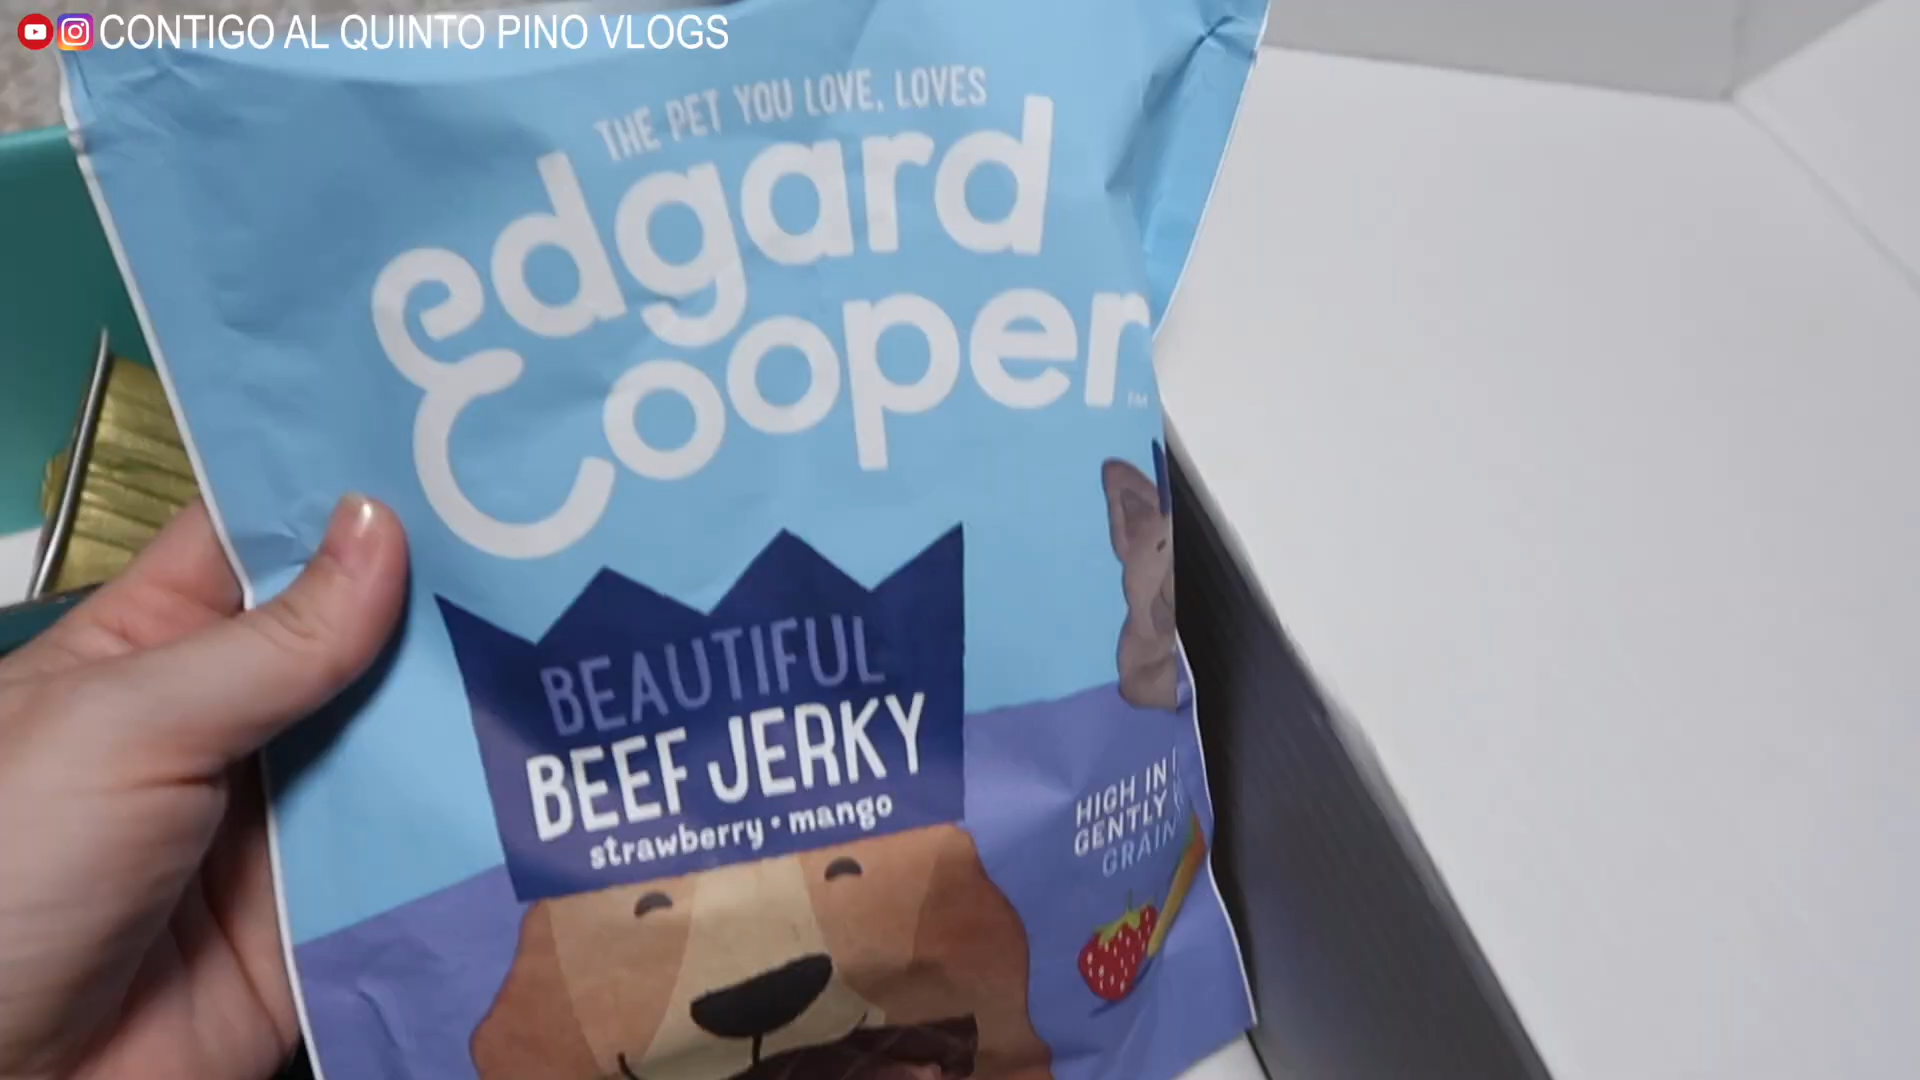 CONTIGO AL QUINTO PINO VLOGS
THE PET YOU LOVE, LOVES
edgard
Cooper
TM
BEAUTIFUL
BEEF JERKY
strawberry • mango
HIGH IN
GENTLY
GRAIN